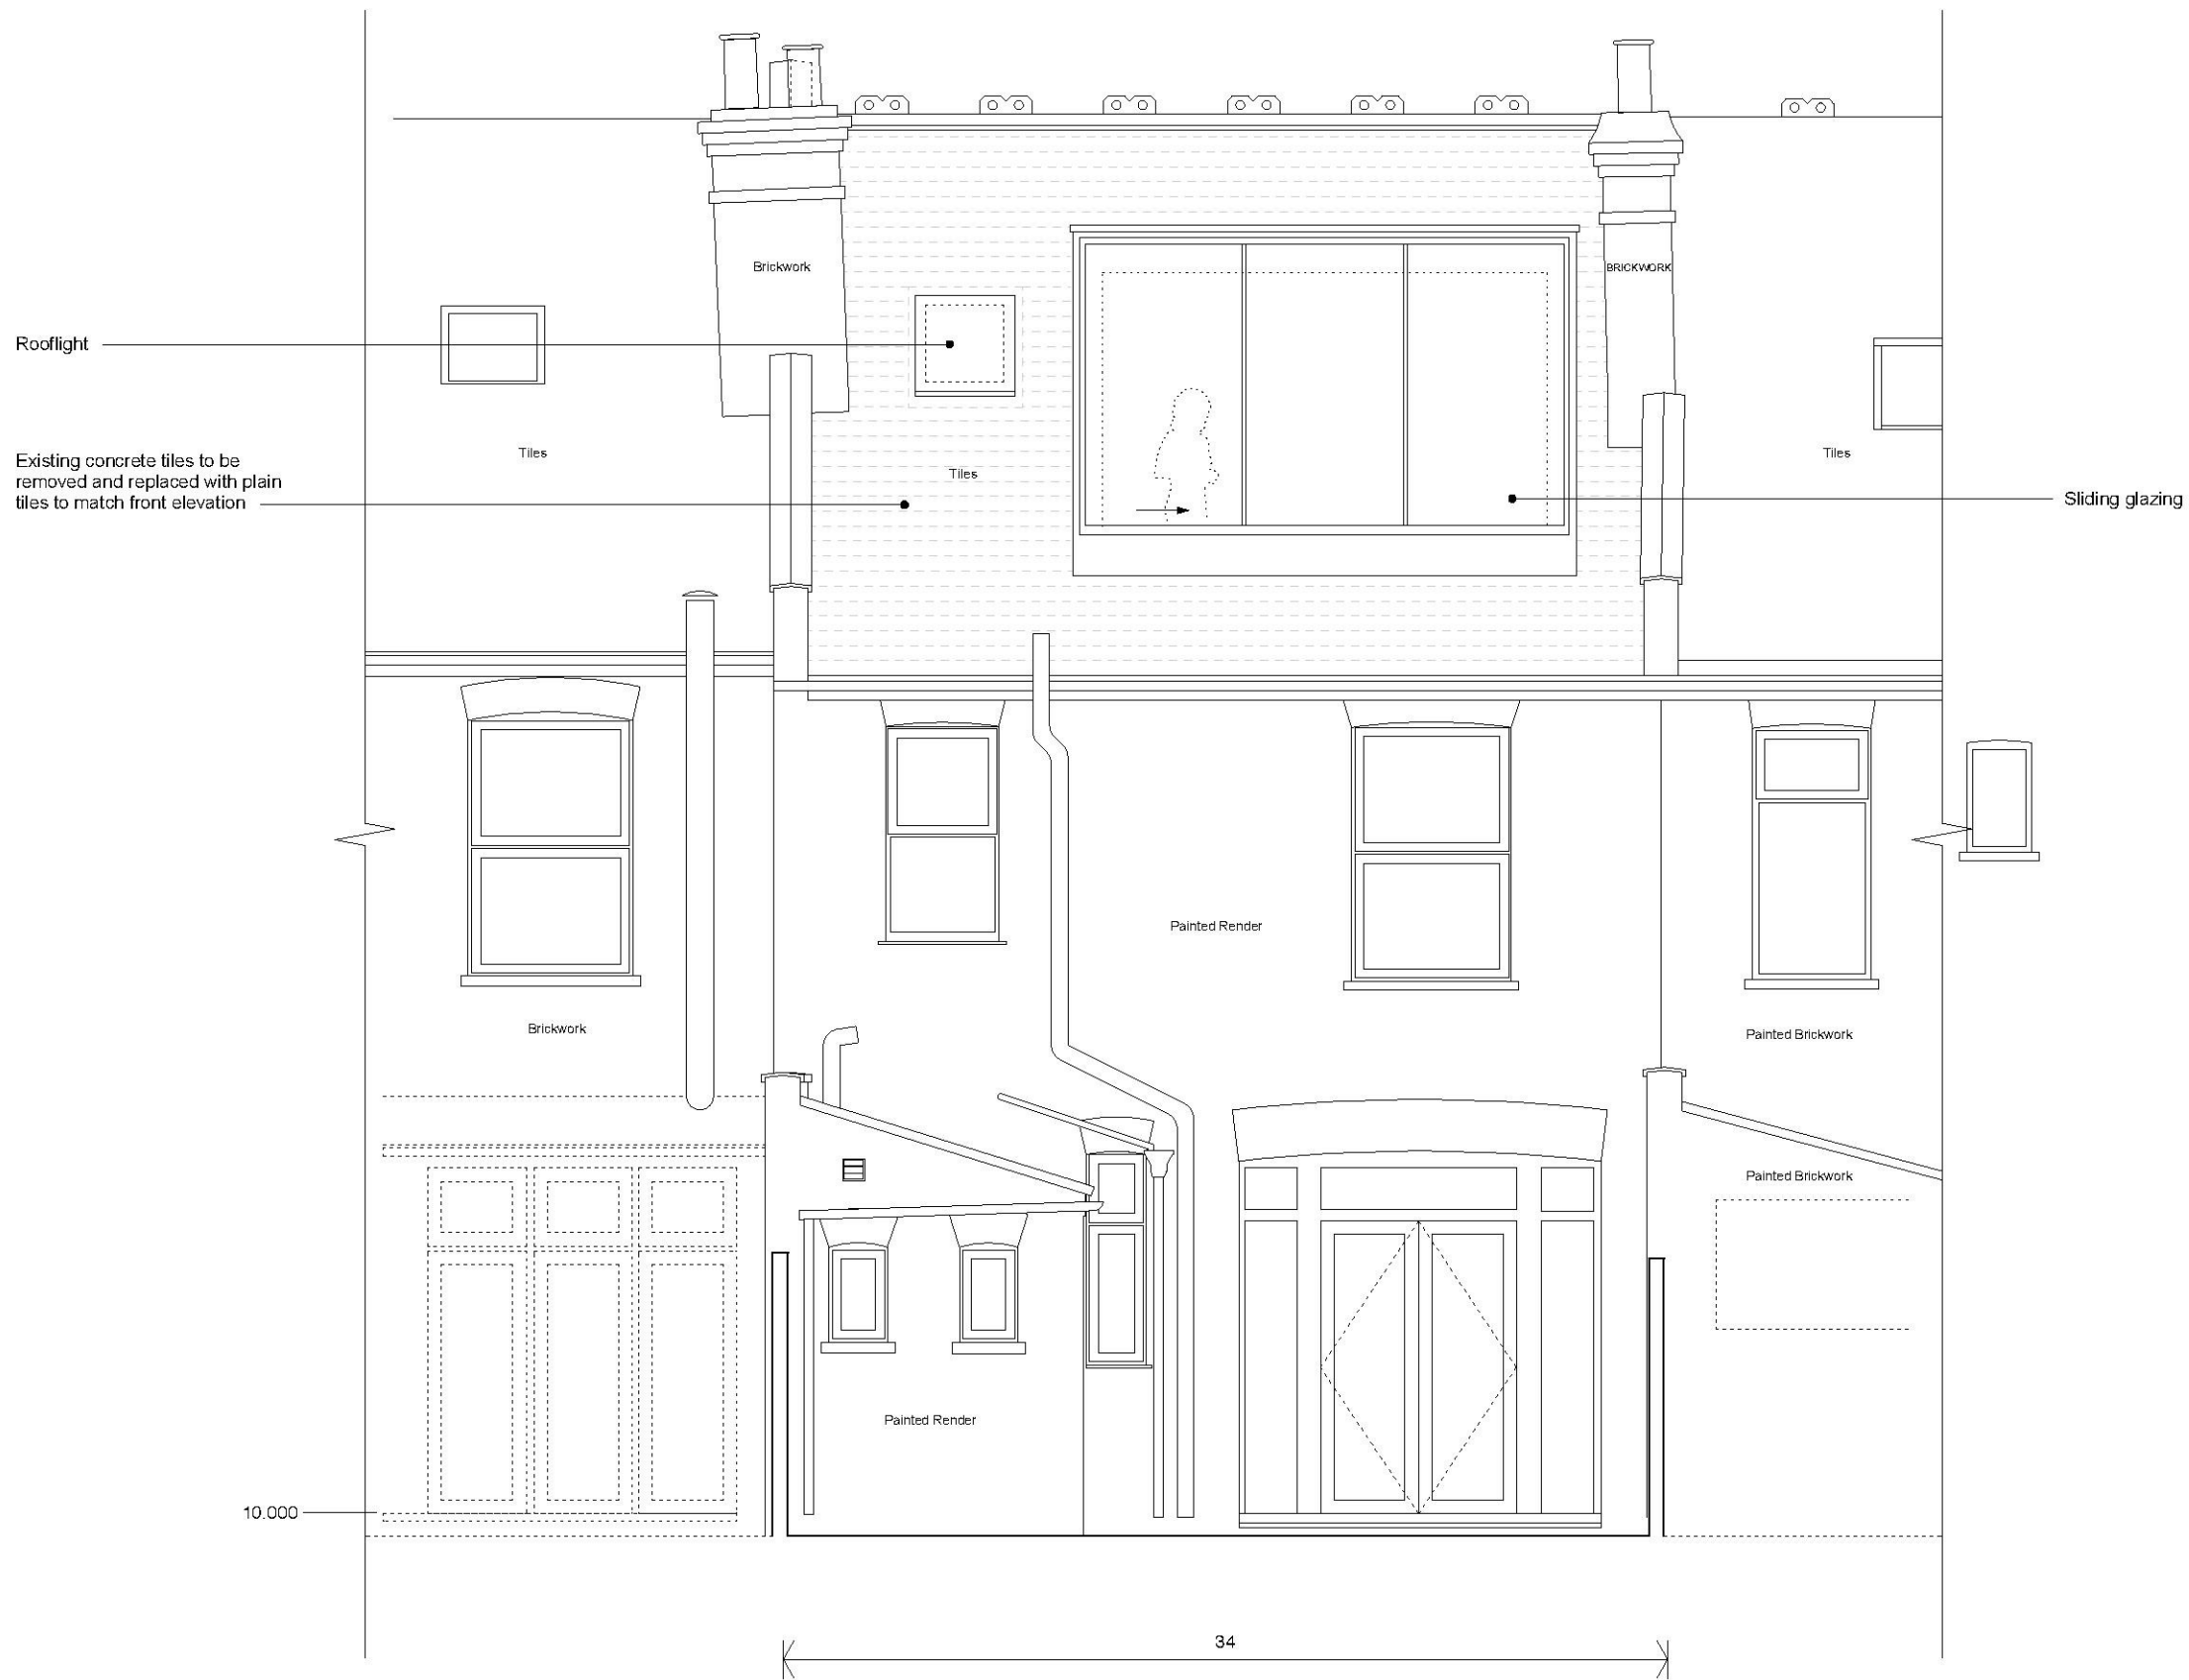 Brickwork
BRICKWORK
Rooflight
Tiles
Tiles
Tiles
Existing concrete tiles to be
removed and replaced with plain
tiles to match front elevation
Sliding glazing
Painted Render
Brickwork
Painted Brickwork
Painted Brickwork
Painted Render
10.000
34